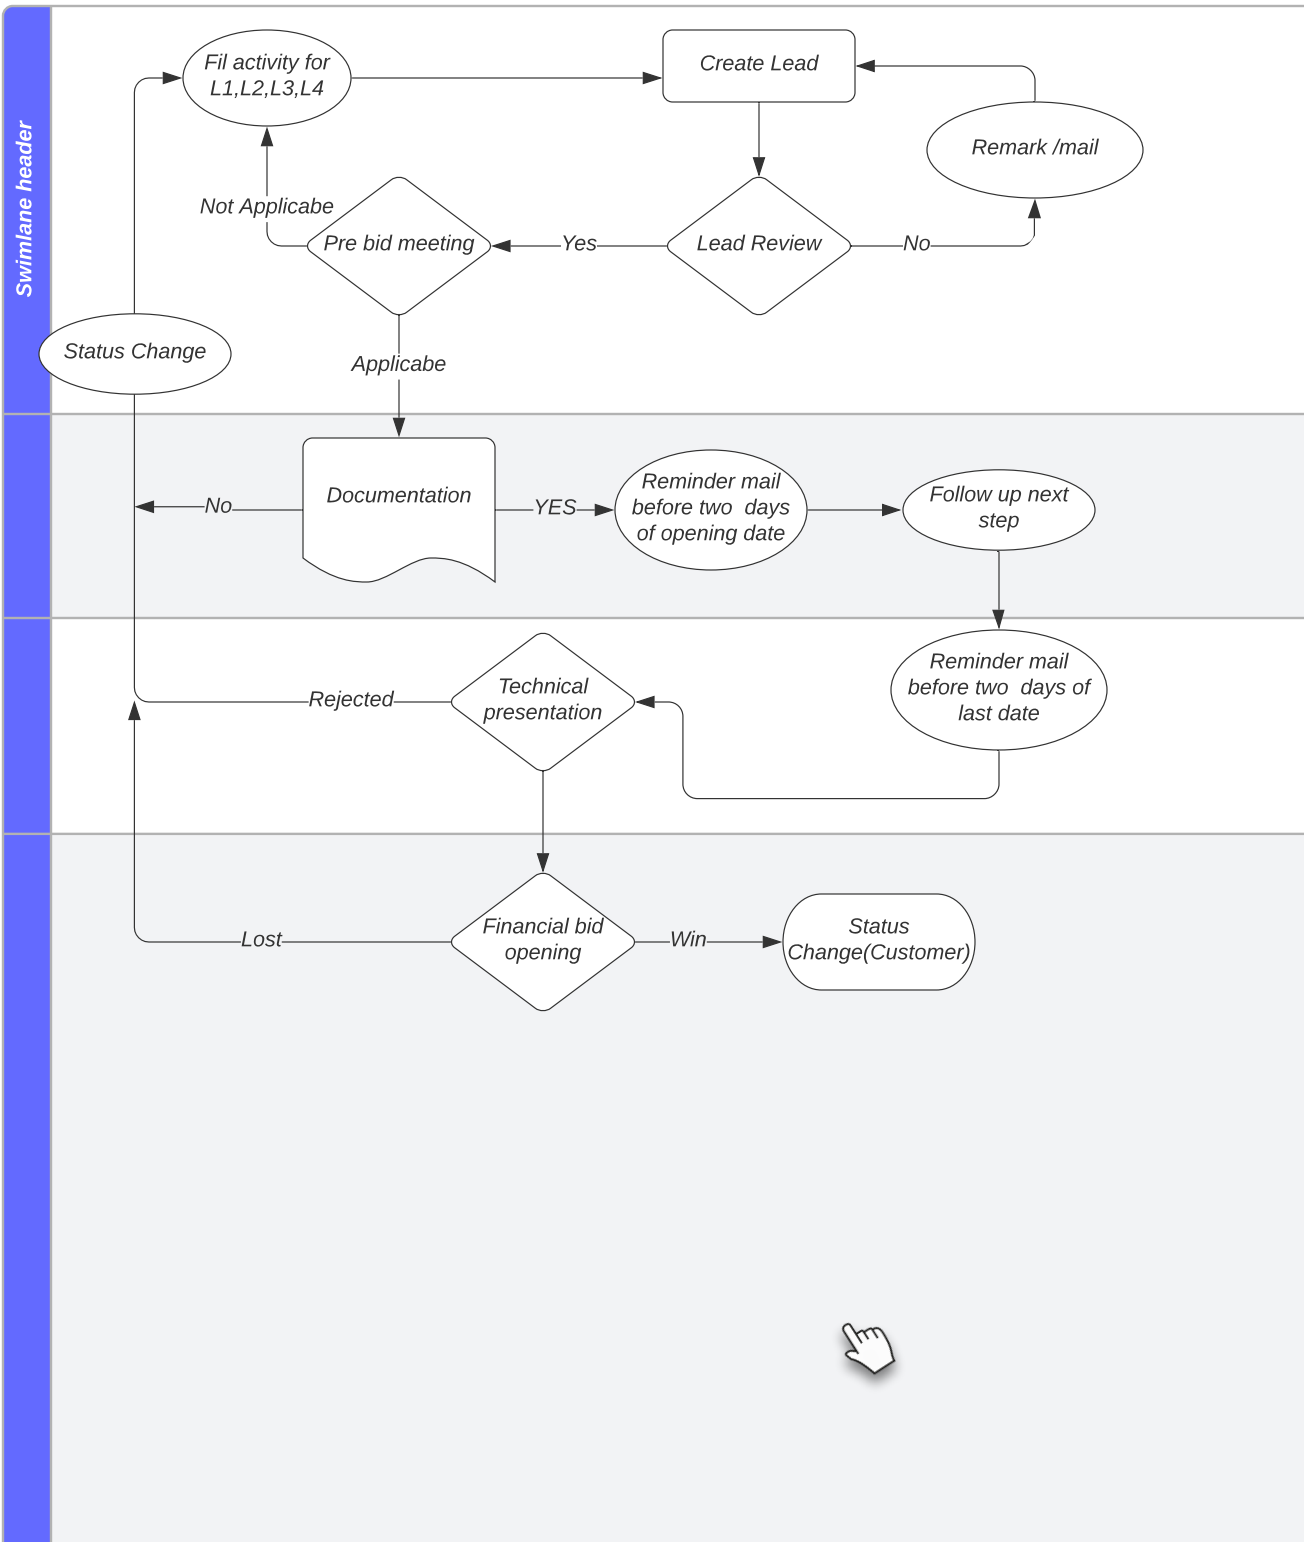 Swimlane header
Fil activity for
L1,L2,L3,L4
Create Lead
Remark /mail
Not Applicabe
Pre bid meeting
Yes
Lead Review
No
Status Change
Applicabe
Documentation
No
YES
Reminder mail
before two  days
of opening date
Follow up next
step
Reminder mail
before two  days of
last date
Technical
presentation
Rejected
Financial bid
opening
Lost
Win
Status
Change(Customer)